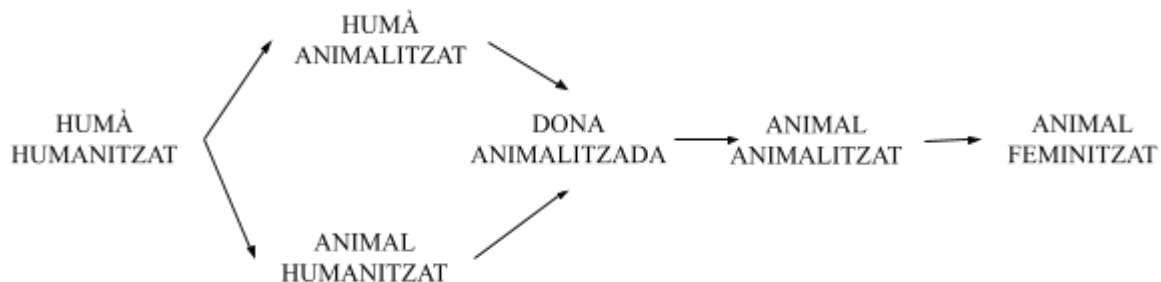 HUMÀ
ANIMALITZAT
HUMÀ
HUMANITZAT
DONA
ANIMALITZADA
ANIMAL
ANIMALITZAT
ANIMAL
FEMINITZAT
ANIMAL
HUMANITZAT